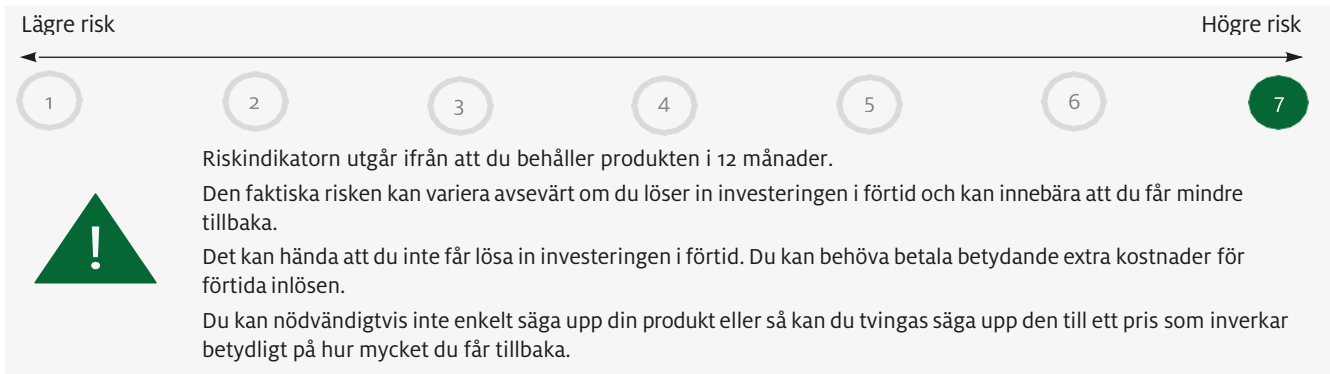 Lägre risk Högre risk
1 2 3 4 5 6 7
Riskindikatorn utgår ifrån att du behåller produkten i 12 månader.
Den faktiska risken kan variera avsevärt om du löser in investeringen i förtid och kan innebära att du får mindre
tillbaka.
!
Det kan hända att du inte får lösa in investeringen i förtid. Du kan behöva betala betydande extra kostnader för
förtida inlösen.
Du kan nödvändigtvis inte enkelt säga upp din produkt eller så kan du tvingas säga upp den till ett pris som inverkar
betydligt på hur mycket du får tillbaka.